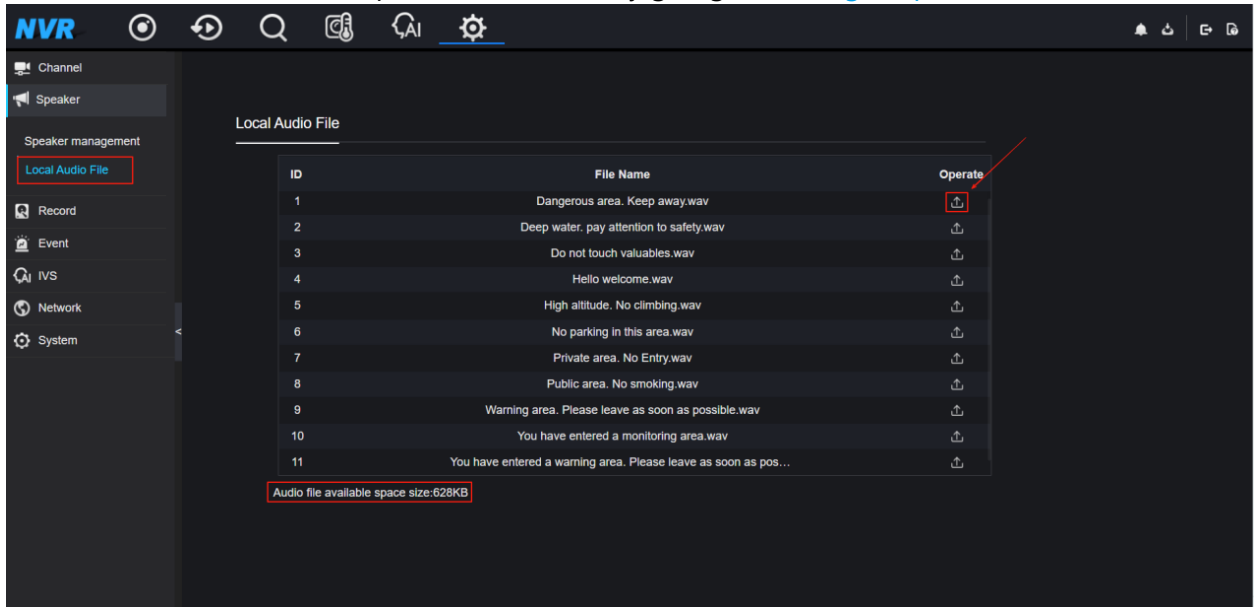 NVR
AI
Channel
Speaker
Speaker management
Local Audio File
Record
Event
AI IVS
Network
System
<
Local Audio File
ID File Name Operate
1 Dangerous area. Keep away.wav
2 Deep water. pay attention to safety.wav
3 Do not touch valuables.wav
4 Hello welcome.wav
5 High altitude. No climbing.wav
6 No parking in this area.wav
7 Private area. No Entry.wav
8 Public area. No smoking.wav
9 Warning area. Please leave as soon as possible.wav
10 You have entered a monitoring area.wav
11 You have entered a warning area. Please leave as soon as pos...
Audio file available space size:628KB